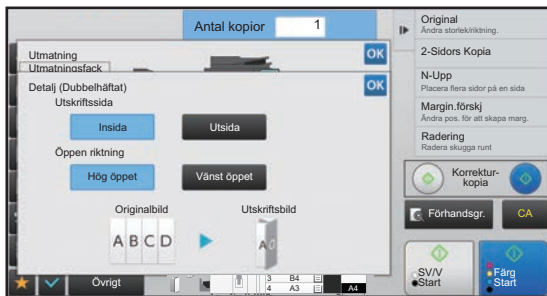 Antal kopior 1
Utmatning
OK
Utmatningsfack
Detalj (Dubbelhäftat)
OK
Utskriftssida
Insida
Utsida
Öppen riktning
Hög öppet
Vänst öppet
Originalbild
Utskriftsbild
A B C D
A
Övrigt
3 B4
4 A3
A4
Original
Ändra storlek/riktning.
2-Sidors Kopia
N-Upp
Placera flera sidor på en sida
Margin.förskj
Ändra pos. för att skapa marg.
Radering
Radera skugga runt
Korrektur-
kopia
Förhandsgr.
CA
SV/V
Start
Färg
Start